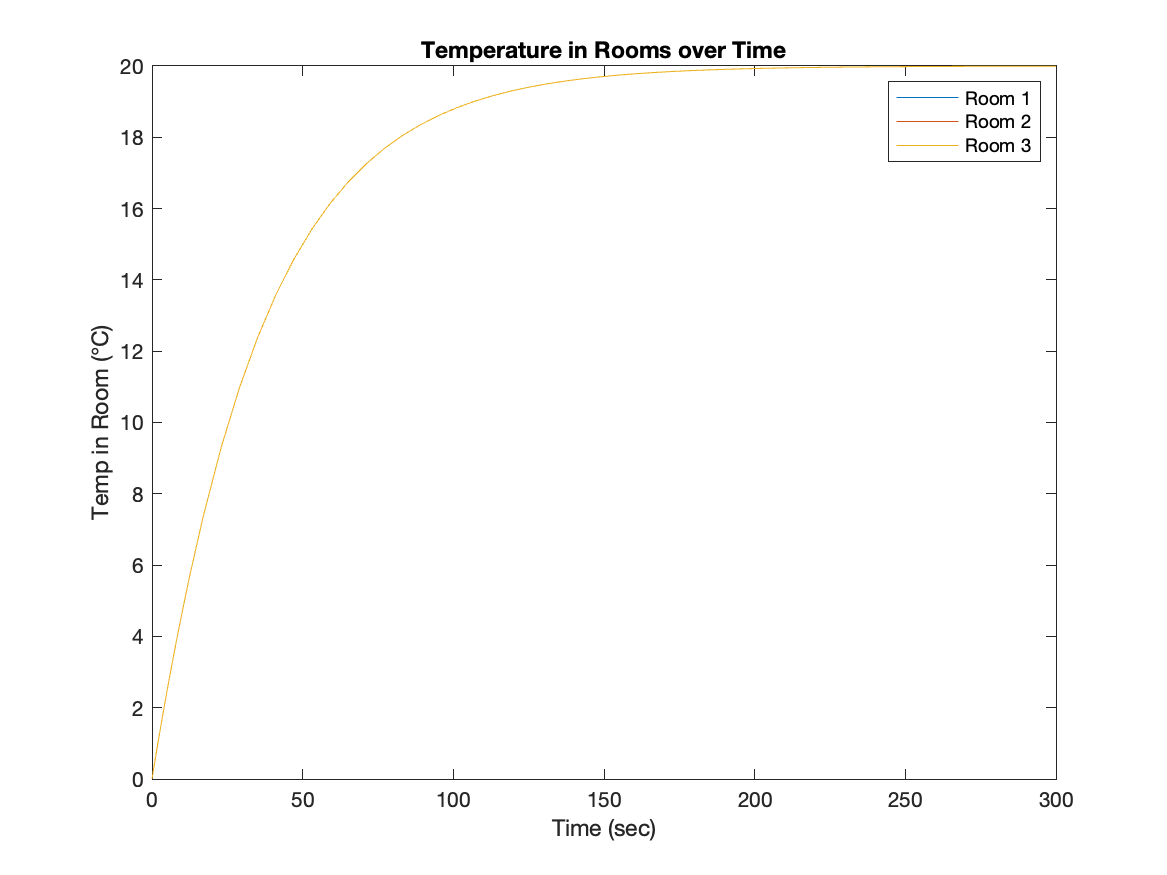 Temperature in Rooms over Time
20
18
16
14
12
10
8
6
4
2
0
Temp in Room (°C)
Room 1
Room 2
Room 3
0 50 100 150 200 250 300
Time (sec)